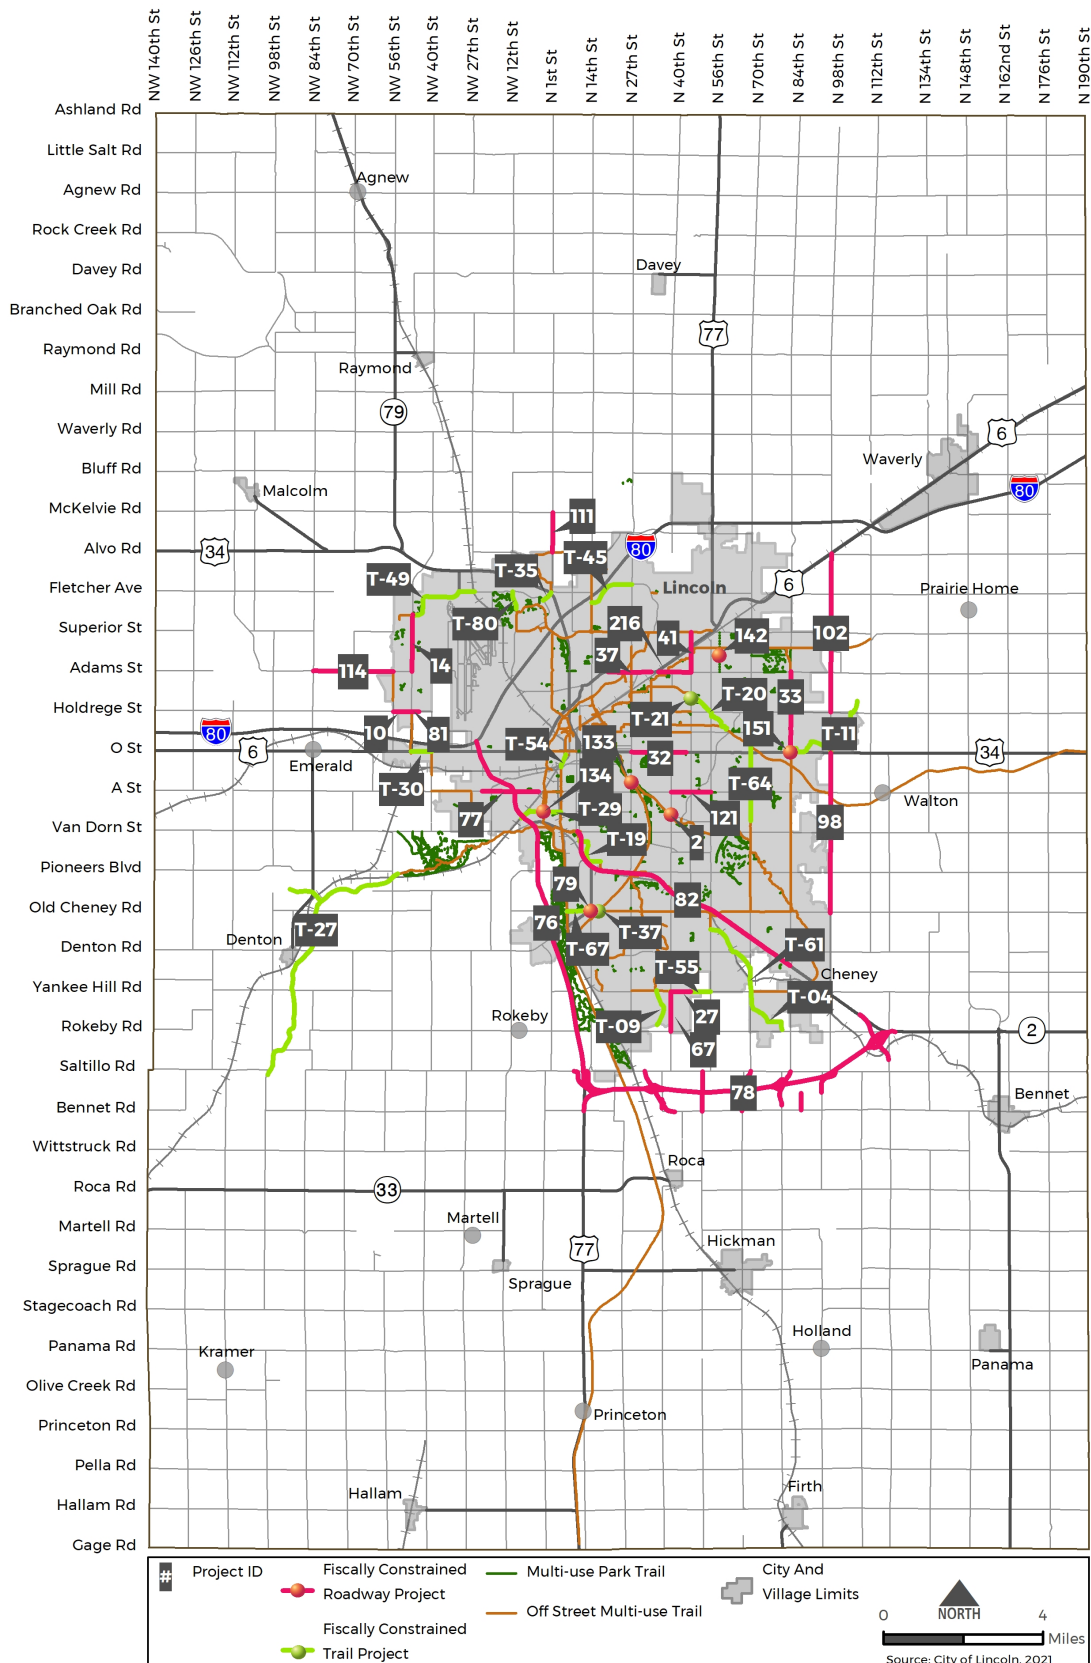 NW 140th St
NW 126th St
NW 112th St
NW 98th St
NW 84th St
NW 70th St
NW 56th St
NW 40th St
NW 27th St
NW 12th St
N 1st St
N 14th St
N 27th St
N 40th St
N 56th St
N 70th St
N 84th St
N 98th St
N 112th St
N 134th St
N 148th St
N 162nd St
N 176th St
N 190th St
Ashland Rd
Little Salt Rd
Agnew Rd
Rock Creek Rd
Davey Rd
Branched Oak Rd
Raymond Rd
Mill Rd
Waverly Rd
Bluff Rd
McKelvie Rd
Alvo Rd
Fletcher Ave
Superior St
Adams St
Holdrege St
O St
A St
Van Dorn St
Pioneers Blvd
Old Cheney Rd
Denton Rd
Yankee Hill Rd
Rokeby Rd
Saltillo Rd
Bennet Rd
Wittstruck Rd
Roca Rd
Martell Rd
Sprague Rd
Stagecoach Rd
Panama Rd
Olive Creek Rd
Princeton Rd
Pella Rd
Hallam Rd
Gage Rd
Agnew
Davey
77
Raymond
79
6
Waverly
80
Malcolm
111
34
80
T-45
T-35
T-49
Lincoln
6
Prairie Home
T-80
216
41
142
102
37
14
114
T-20
33
T-21
151
T-11
10
81
80
6
Emerald
T-54
133
32
34
134
T-30
T-64
Walton
T-29
77
121
98
T-19
2
79
82
76
T-37
T-27
Denton
T-67
T-61
T-55
Cheney
T-04
Rokeby
T-09
27
2
67
78
Bennet
Roca
33
Martell
Hickman
77
Sprague
Holland
Kramer
Panama
Princeton
Hallam
Firth
# Project ID
Fiscally Constrained
Roadway Project
Fiscally Constrained
Trail Project
Multi-use Park Trail
Off Street Multi-use Trail
City And
Village Limits
NORTH
0 4
Miles
Source: City of Lincoln, 2021